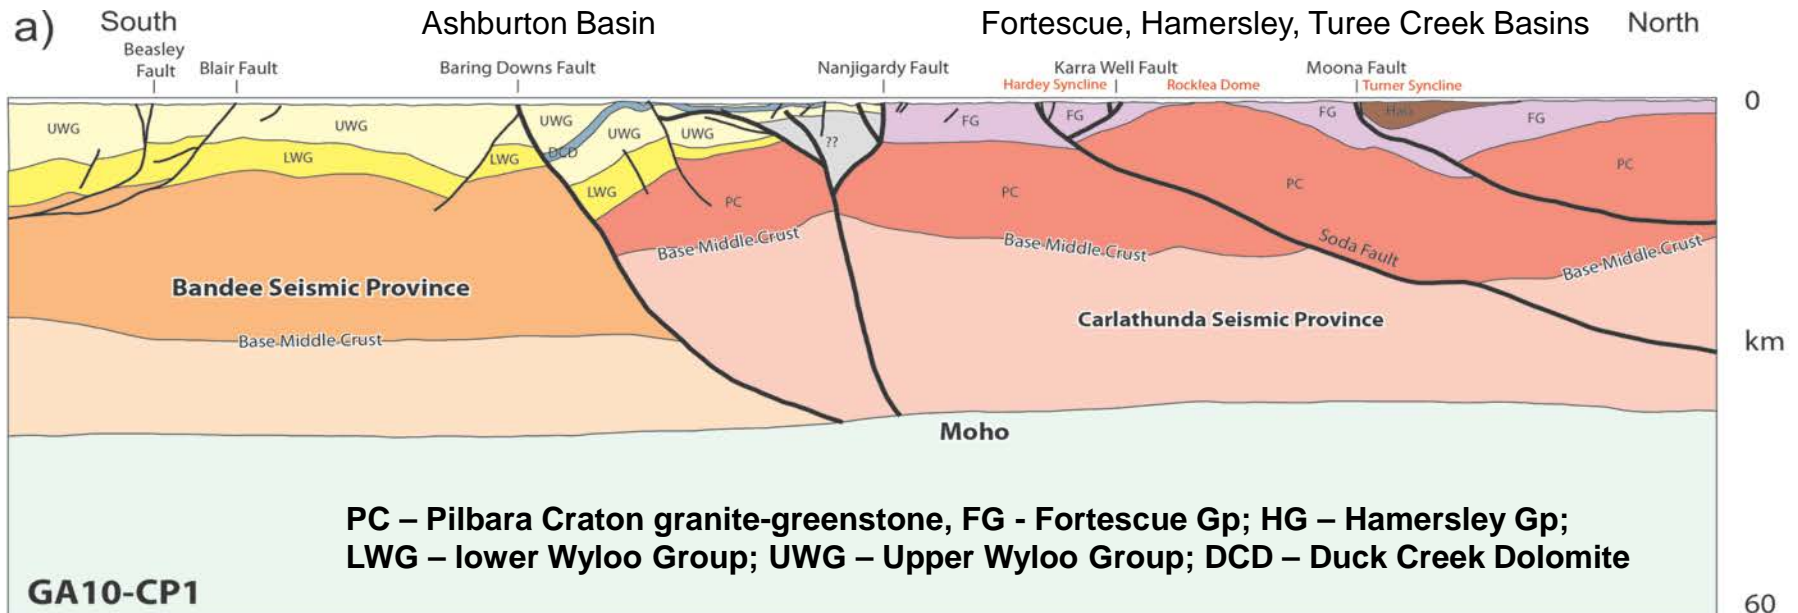 a)
South
Ashburton Basin
Fortescue, Hamersley, Turee Creek Basins
North
Beasley
Fault
Blair Fault
Baring Downs Fault
Nanjigardy Fault
Karra Well Fault
Moona Fault
Hardey Syncline
Rocklea Dome
Turner Syncline
0
UWG
UWG
UWG
UWG
UWG
FG
FG
FG
FG
LWG
LWG
DCD
LWG
??
PC
PC
PC
PC
Base Middle Crust
Base Middle Crust
Soda Fault
Base Middle Crust
Bandee Seismic Province
Carlathunda Seismic Province
Base Middle Crust
km
Moho
PC – Pilbara Craton granite-greenstone, FG - Fortescue Gp; HG – Hamersley Gp;
LWG – lower Wyloo Group; UWG – Upper Wyloo Group; DCD – Duck Creek Dolomite
GA10-CP1
60